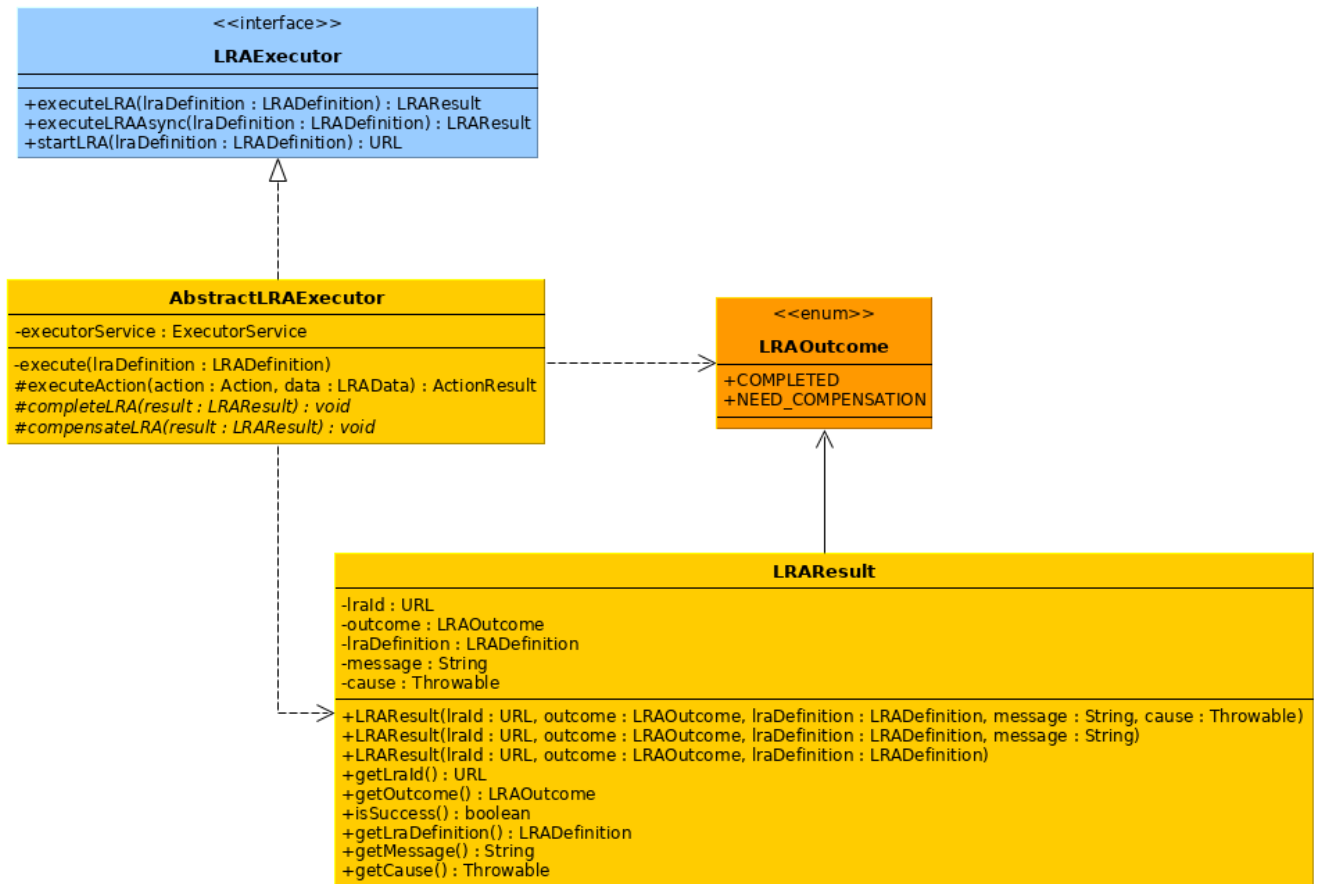 <<interface>>
LRAExecutor
+executeLRA(lraDefinition : LRADefinition) : LRAResult
+executeLRAAsync(lraDefinition : LRADefinition) : LRAResult
+startLRA(lraDefinition : LRADefinition) : URL
AbstractLRAExecutor
-executorService : ExecutorService
-execute(lraDefinition : LRADefinition)
#executeAction(action : Action, data : LRAData) : ActionResult
#completeLRA(result : LRAResult) : void
#compensateLRA(result : LRAResult) : void
<<enum>>
LRAOutcome
+COMPLETED
+NEED_COMPENSATION
LRAResult
-lraId : URL
-outcome : LRAOutcome
-lraDefinition : LRADefinition
-message : String
-cause : Throwable
+LRAResult(lraId : URL, outcome : LRAOutcome, lraDefinition : LRADefinition, message : String, cause : Throwable)
+LRAResult(lraId : URL, outcome : LRAOutcome, lraDefinition : LRADefinition, message : String)
+LRAResult(lraId : URL, outcome : LRAOutcome, lraDefinition : LRADefinition)
+getLraId() : URL
+getOutcome() : LRAOutcome
+isSuccess() : boolean
+getLraDefinition() : LRADefinition
+getMessage() : String
+getCause() : Throwable